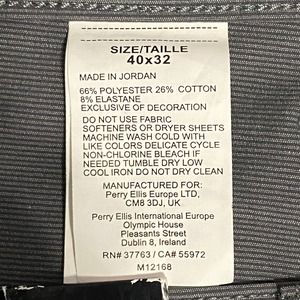 SIZE/TAILLE
40x32
MADE IN JORDAN
66% POLYESTER 26% COTTON
8% ELASTANE
EXCLUSIVE OF DECORATION
DO NOT USE FABRIC
SOFTENERS OR DRYER SHEETS
MACHINE WASH COLD WITH
LIKE COLORS DELICATE CYCLE
NON-CHLORINE BLEACH IF
NEEDED TUMBLE DRY LOW
COOL IRON DO NOT DRY CLEAN
MANUFACTURED FOR:
Perry Ellis Europe LTD,
CM8 3DJ, UK
Perry Ellis International Europe
Olympic House
Pleasants Street
Dublin 8, Ireland
RN# 37763 / CA# 55972
M12168